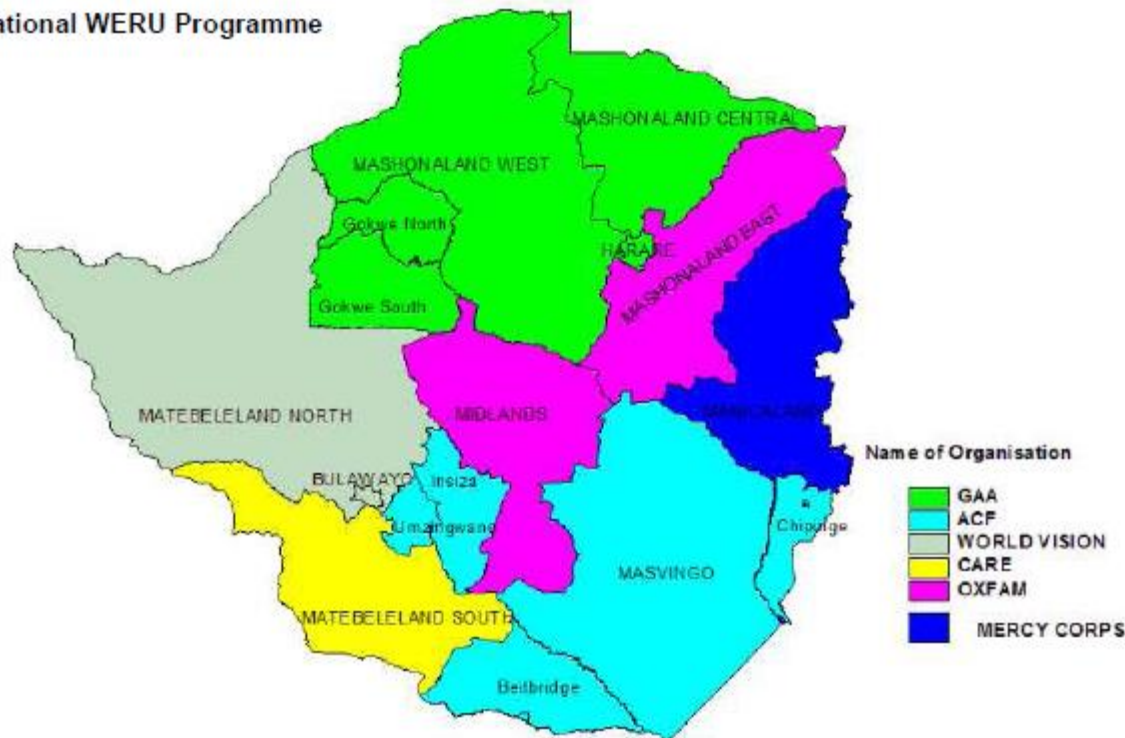 ational WERU Programme
MASHONALAND CENTRAL
MASHONALAND WEST
Gokwe North
HARARE
MASHONALAND EAST
Gokwe South
MATEBELELAND NORTH
MIDLANDS
MANICALAND
BULAWAYO
Insiza
Umzingwane
Chipinge
MASVINGO
MATEBELELAND SOUTH
Beitbridge
Name of Organisation
GAA
ACF
WORLD VISION
CARE
OXFAM
MERCY CORPS